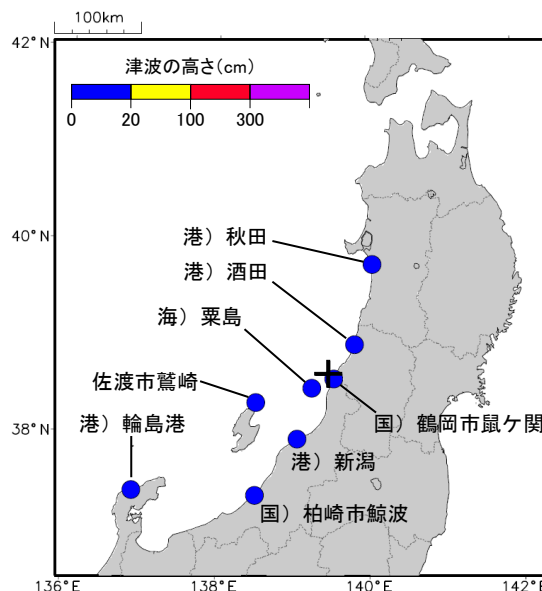 100km
42°N
津波の高さ(cm)
0 20 100 300
40°N
港）秋田
港）酒田
海）粟島
佐渡市鷲崎
国）鶴岡市鼠ケ関
38°N
港）輪島港
港）新潟
国）柏崎市鯨波
136°E 138°E 140°E 142°E